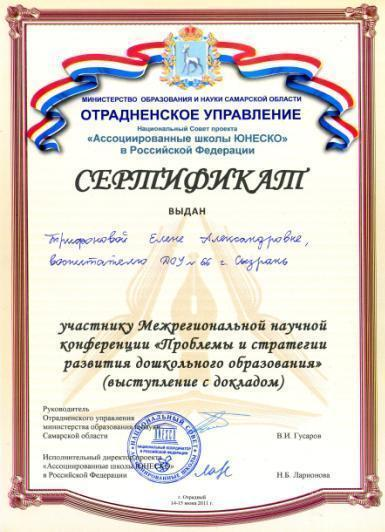 МИНИСТЕРСТВО ОБРАЗОВАНИЯ И НАУКИ САМАРСКОЙ ОБЛАСТИ
ОТРАДНЕНСКОЕ УПРАВЛЕНИЕ
Национальный Совет проекта
«Ассоциированные школы ЮНЕСКО»
в Российской Федерации
СЕРТИФИКАТ
ВЫДАН
Трифоновой Елене Александровне,
воспитателю ДОУ № 66 г. Сызрань
участнику Межрегиональной научной
конференции «Проблемы и стратегии
развития дошкольного образования»
(выступление с докладом)
Руководитель
Отрадненского управления
министерства образования и науки
Самарской области
В.И. Гусаров
Исполнительный директор проекта
«Ассоциированные школы ЮНЕСКО»
в Российской Федерации
Н.Б. Ларионова
г. Отрадный
14-15 июня 2011 г.